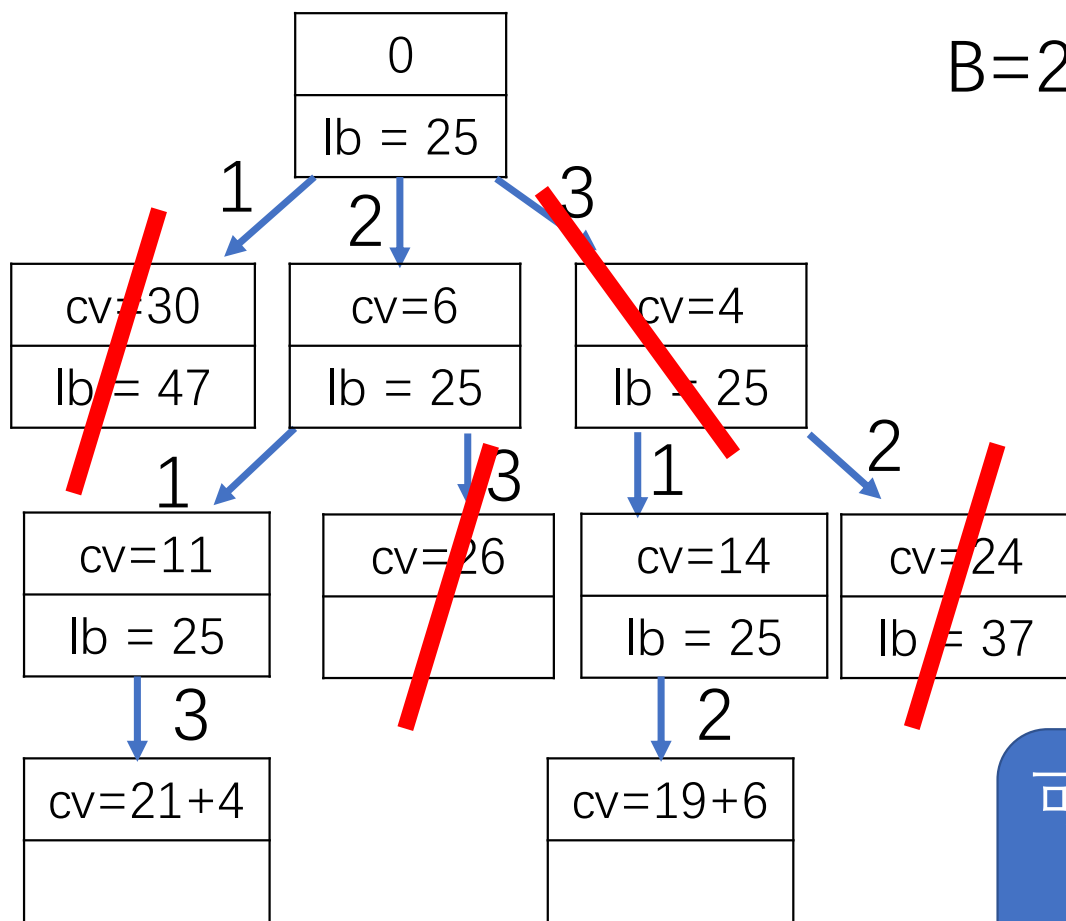 0
B=2
lb = 25
1
2
3
cv=30
cv=6
cv=4
lb = 47
lb = 25
lb = 25
1
3
1
2
cv=11
cv=26
cv=14
cv=24
lb = 25
lb = 25
lb = 37
3
2
cv=21+4
cv=19+6